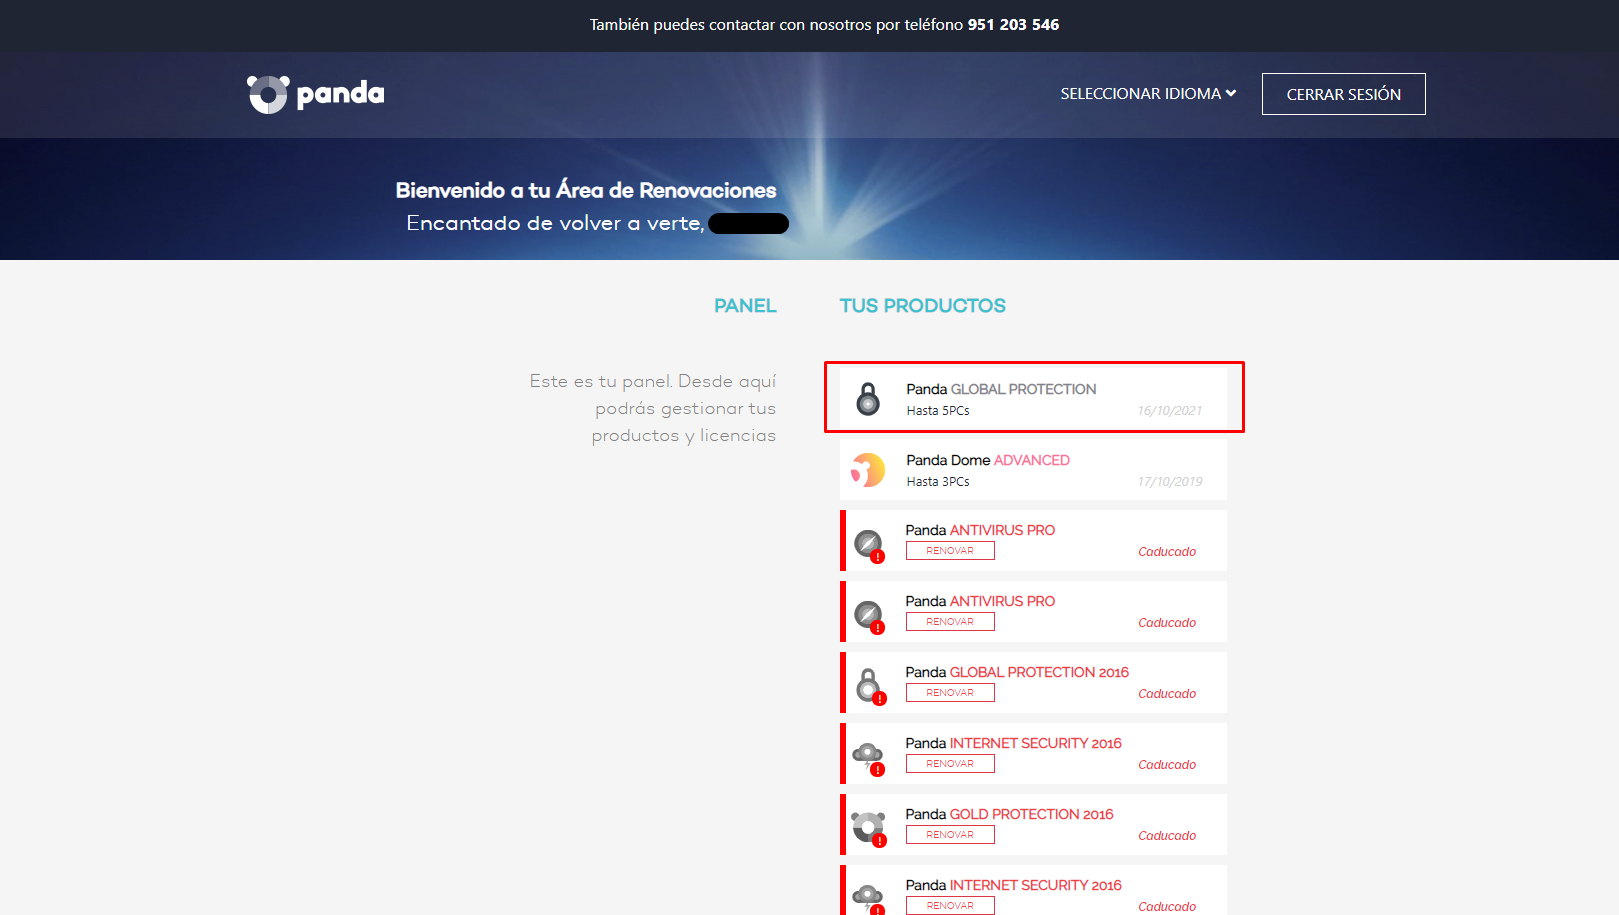 También puedes contactar con nosotros por teléfono 951 203 546
panda
SELECCIONAR IDIOMA
CERRAR SESIÓN
Bienvenido a tu Área de Renovaciones
Encantado de volver a verte,
PANEL
Este es tu panel. Desde aquí
podrás gestionar tus
productos y licencias
TUS PRODUCTOS
Panda GLOBAL PROTECTION
Hasta 5PCs 16/10/2021
Panda Dome ADVANCED
Hasta 3PCs 17/10/2019
Panda ANTIVIRUS PRO
RENOVAR Caducado
Panda ANTIVIRUS PRO
RENOVAR Caducado
Panda GLOBAL PROTECTION 2016
RENOVAR Caducado
Panda INTERNET SECURITY 2016
RENOVAR Caducado
Panda GOLD PROTECTION 2016
RENOVAR Caducado
Panda INTERNET SECURITY 2016
RENOVAR Caducado